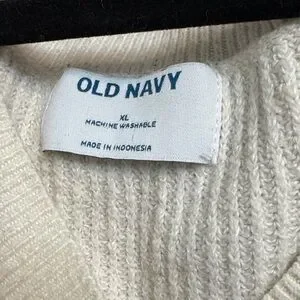 OLD NAVY
XL
MACHINE WASHABLE
MADE IN INDONESIA